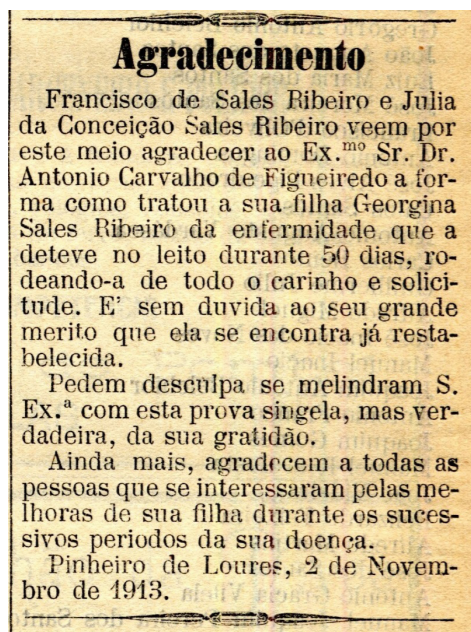 Agradecimento
Francisco de Sales Ribeiro e Julia
da Conceição Sales Ribeiro veem por
este meio agradecer ao Ex.mo Sr. Dr.
Antonio Carvalho de Figueiredo a for-
ma como tratou a sua filha Georgina
Sales Ribeiro da enfermidade que a
deteve no leito durante 50 dias, ro-
deando-a de todo o carinho e solici-
tude. E' sem duvida ao seu grande
merito que ela se encontra já resta-
belecida.
Pedem desculpa se melindram S.
Ex.ª com esta prova singela, mas ver-
dadeira, da sua gratidão.
Ainda mais, agradecem a todas as
pessoas que se interessaram pelas me-
lhoras de sua filha durante os suces-
sivos periodos da sua doença.
Pinheiro de Loures, 2 de Novem-
bro de 1913.